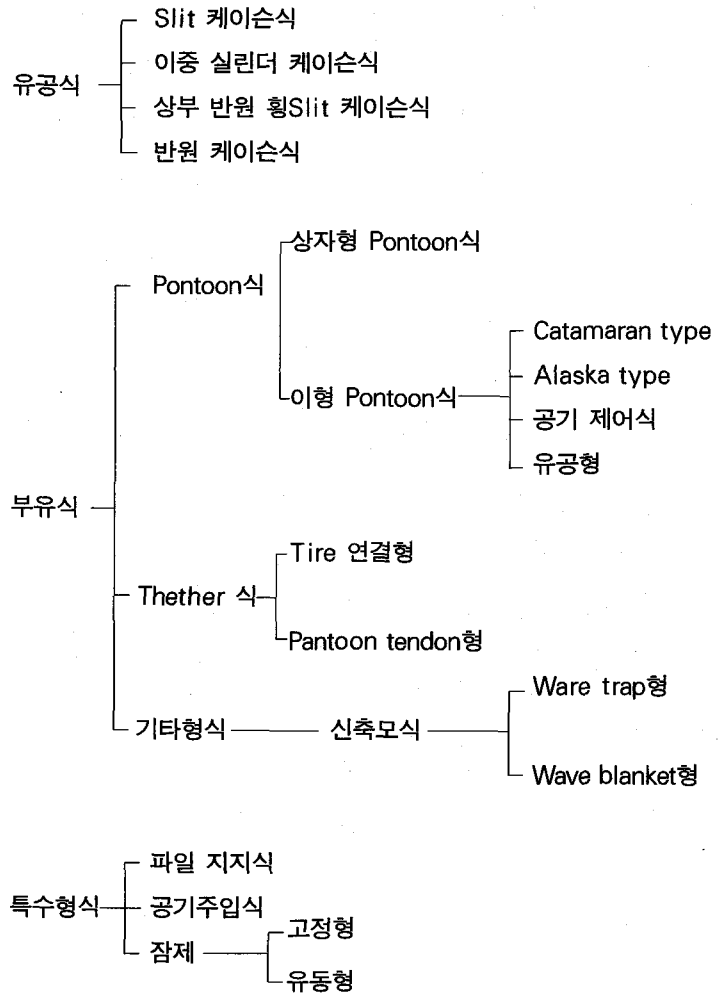 Slit 케이슨식
유공식
이중 실린더 케이슨식
상부 반원 횡Slit 케이슨식
반원 케이슨식
상자형 Pontoon식
Pontoon식
Catamaran type
Alaska type
이형 Pontoon식
공기 제어식
유공형
부유식
Tire 연결형
Thether 식
Pantoon tendon형
Ware trap형
기타형식
신축모식
Wave blanket형
파일 지지식
특수형식
공기주입식
고정형
잠제
유동형